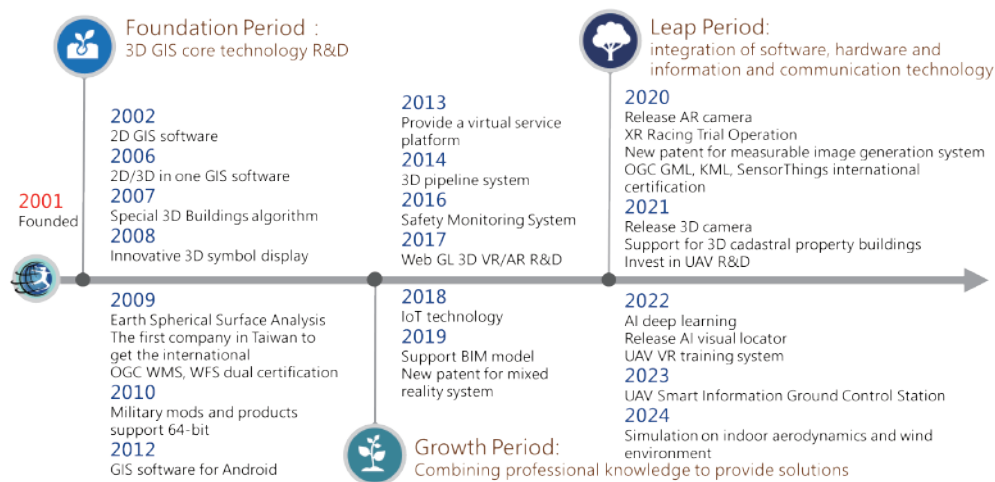 Foundation Period :
3D GIS core technology R&D
Leap Period:
integration of software, hardware and
information and communication technology
2001
Founded
2002
2D GIS software
2006
2D/3D in one GIS software
2007
Special 3D Buildings algorithm
2008
Innovative 3D symbol display
2009
Earth Spherical Surface Analysis
The first company in Taiwan to
get the international
OGC WMS, WFS dual certification
2010
Military mods and products
support 64-bit
2012
GIS software for Android
2013
Provide a virtual service
platform
2014
3D pipeline system
2016
Safety Monitoring System
2017
Web GL 3D VR/AR R&D
2018
IoT technology
2019
Support BIM model
New patent for mixed
reality system
Growth Period:
Combining professional knowledge to provide solutions
2020
Release AR camera
XR Racing Trial Operation
New patent for measurable image generation system
OGC GML, KML, SensorThings international
certification
2021
Release 3D camera
Support for 3D cadastral property buildings
Invest in UAV R&D
2022
AI deep learning
Release AI visual locator
UAV VR training system
2023
UAV Smart Information Ground Control Station
2024
Simulation on indoor aerodynamics and wind
environment